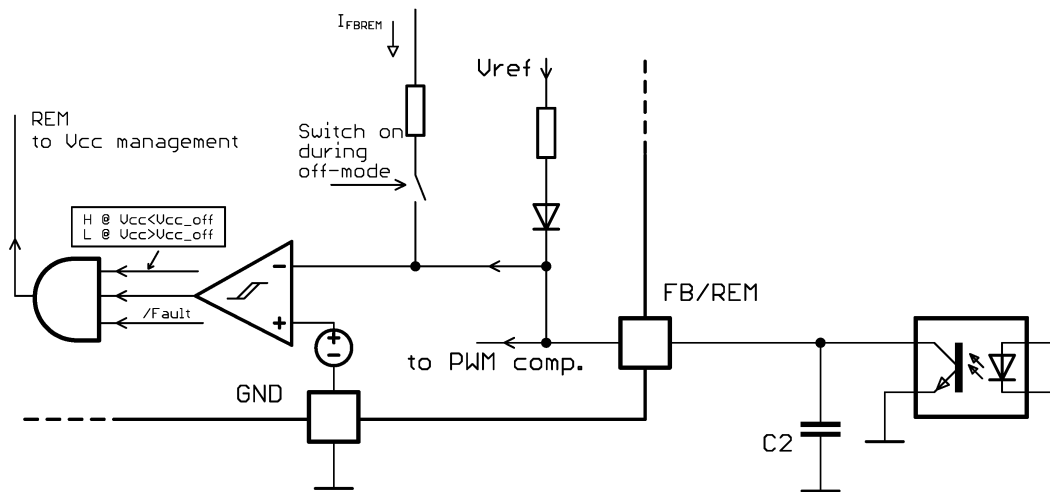 IFBREM
Vref
REM
to Vcc management
Switch on
during
off-mode
H @ Vcc<Vcc_off
L @ Vcc>Vcc_off
/Fault
FB/REM
to PWM comp.
GND
C2